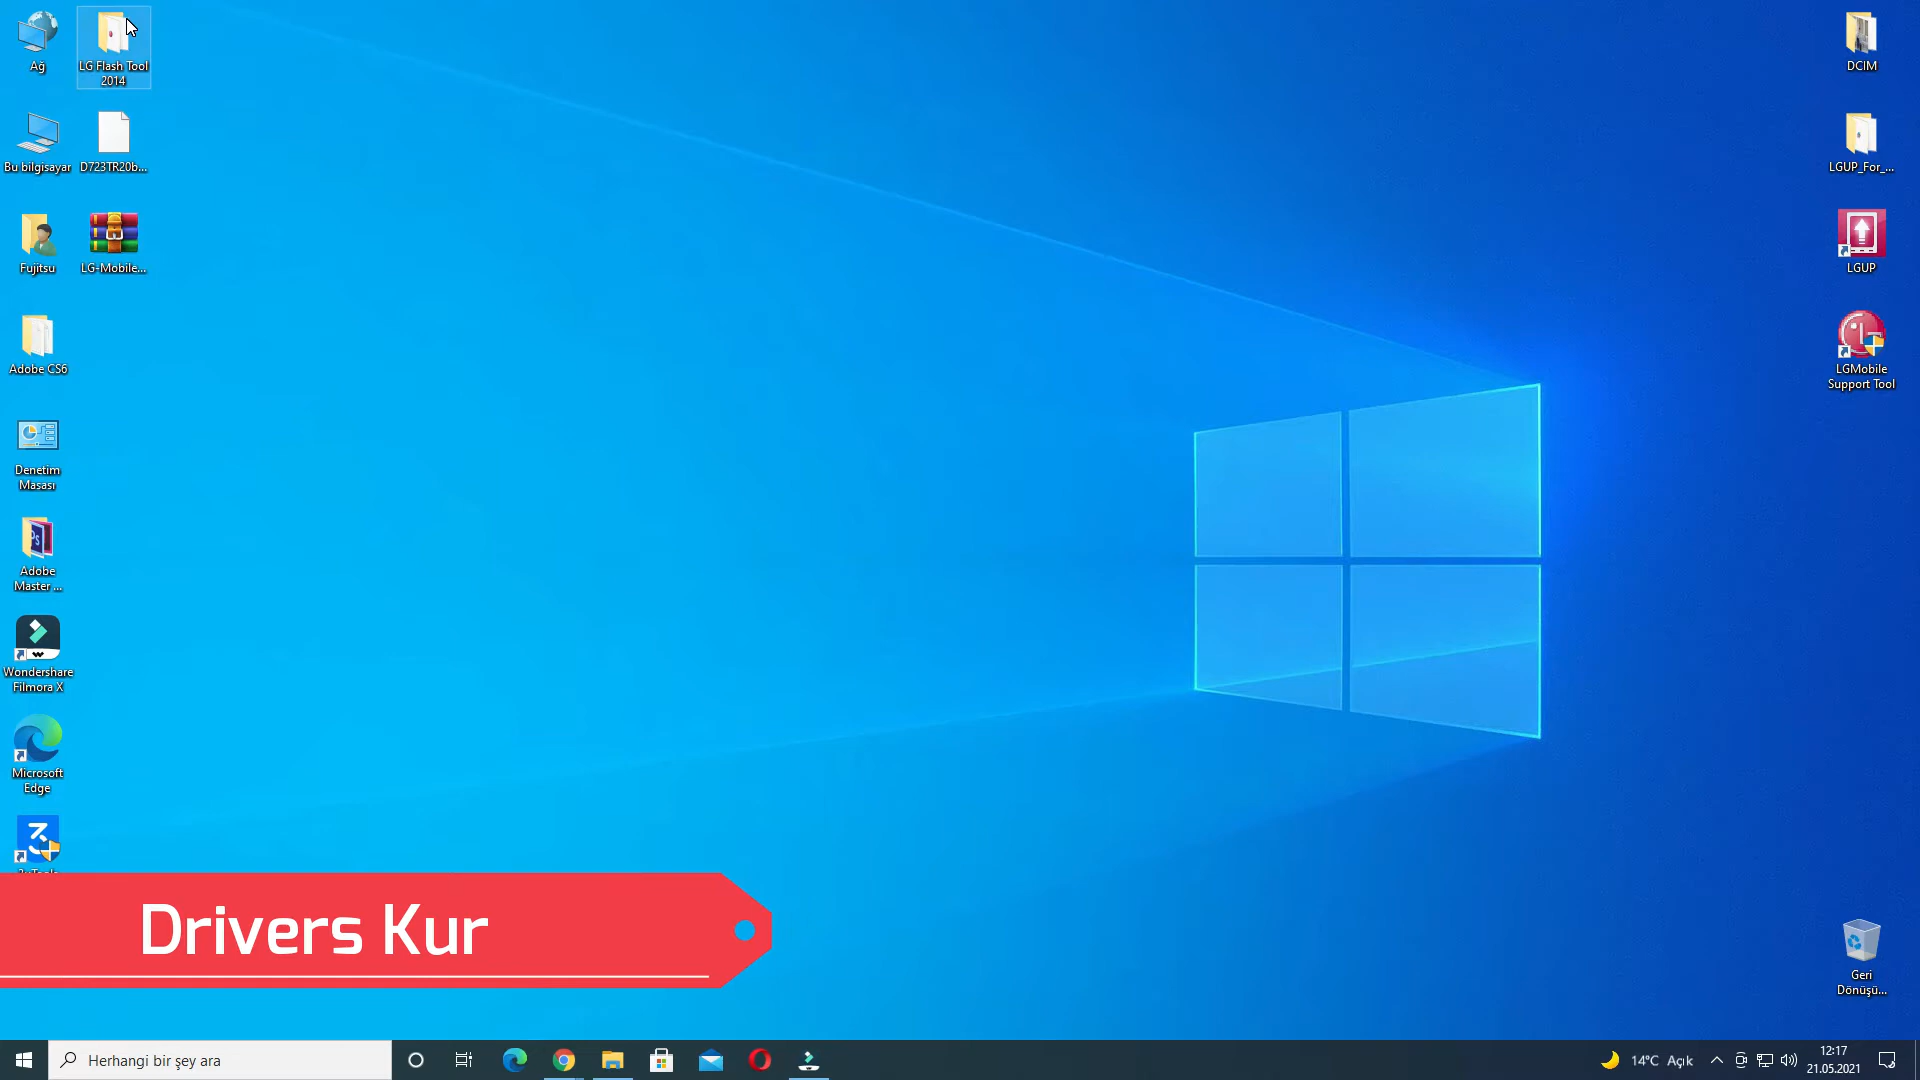 Ağ
LG Flash Tool
2014
Bu bilgisayar
D723TR20b...
Fujitsu
LG-Mobile...
Adobe CS6
Denetim
Masası
Adobe
Master ...
Wondershare
Filmora X
Microsoft
Edge
DCIM
LGUP_For_...
LGUP
LGMobile
Support Tool
Geri
Dönüşü...
Drivers Kur
Herhangi bir şey ara
14°C Açık
12:17
21.05.2021